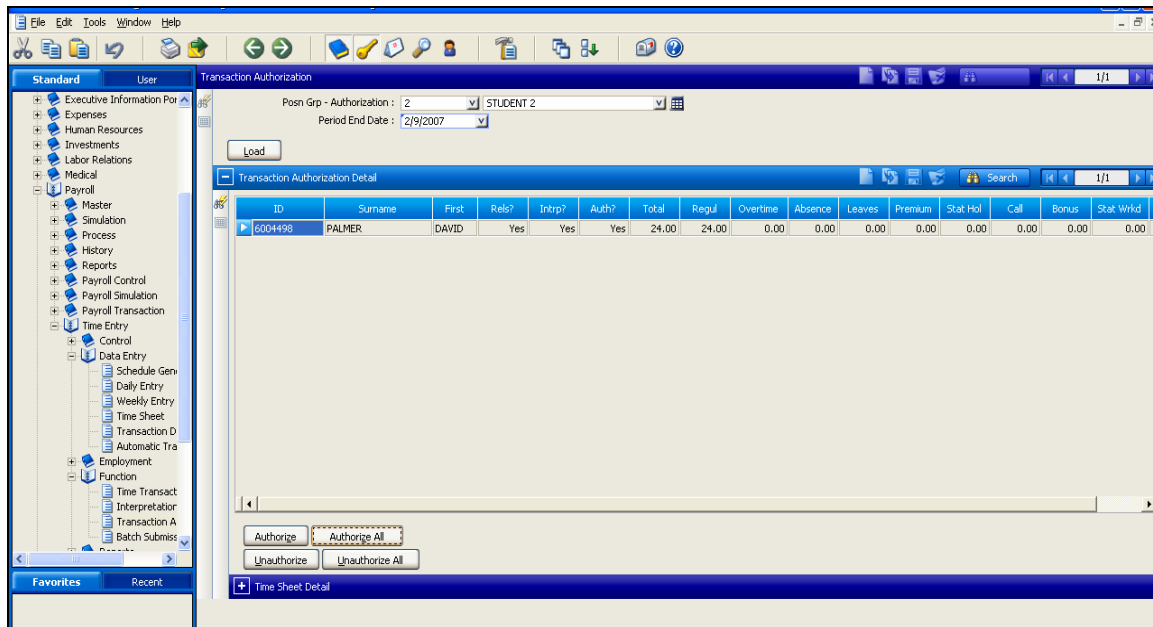 File Edit Tools Window Help
Standard User
Executive Information Por
Expenses
Human Resources
Investments
Labor Relations
Medical
Payroll
Master
Simulation
Process
History
Reports
Payroll Control
Payroll Simulation
Payroll Transaction
Time Entry
Control
Data Entry
Schedule Gen
Daily Entry
Weekly Entry
Time Sheet
Transaction D
Automatic Tra
Employment
Function
Time Transact
Interpretation
Transaction A
Batch Submiss
Favorites Recent
Transaction Authorization 1/1
Posn Grp - Authorization : 2 STUDENT 2
Period End Date : 2/9/2007
Load
Transaction Authorization Detail Search 1/1
ID Surname First Rels? Intrp? Auth? Total Regul Overtime Absence Leaves Premium Stat Hol Call Bonus Stat Wrkd
6004498 PALMER DAVID Yes Yes Yes 24.00 24.00 0.00 0.00 0.00 0.00 0.00 0.00 0.00 0.00
Authorize Authorize All
Unauthorize Unauthorize All
Time Sheet Detail